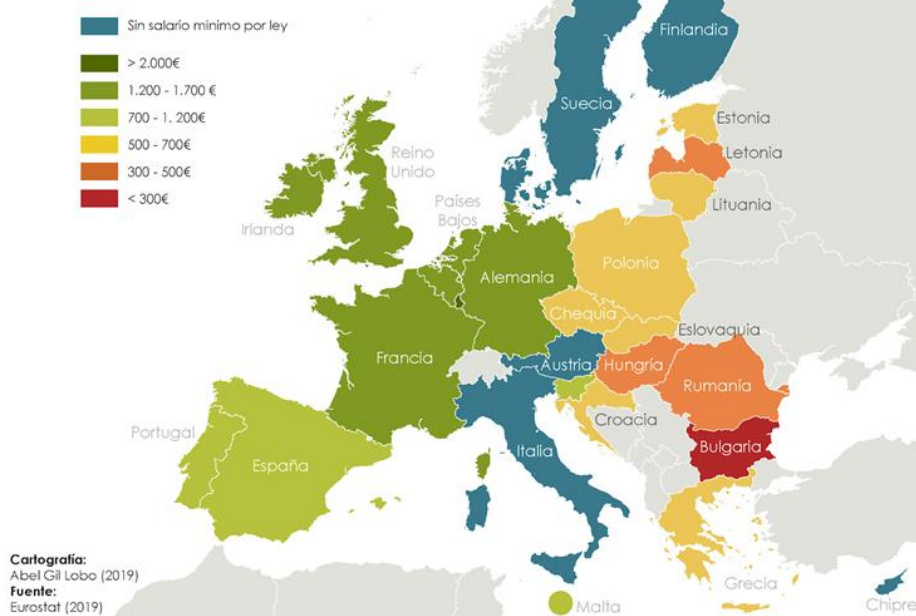 Sin salario mínimo por ley
> 2.000€
1.200 - 1.700 €
700 - 1. 200€
500 - 700€
300 - 500€
< 300€
Finlandia
Suecia
Estonia
Letonia
Lituania
Reino
Unido
Irlanda
Países
Bajos
Alemania
Polonia
Chequia
Eslovaquia
Francia
Austria
Hungría
Rumanía
Croacia
Bulgaria
Portugal
España
Italia
Grecia
Malta
Chipre
Cartografía:
Abel Gil Lobo (2019)
Fuente:
Eurostat (2019)